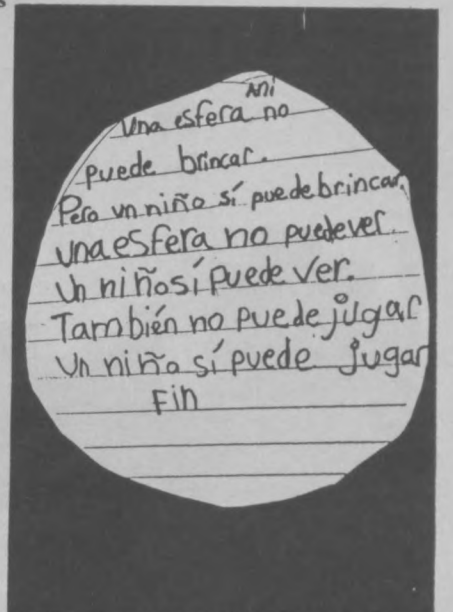 Mi
Una esfera no
puede brincar.
Pero un niño sí puede brincar.
una esfera no puede ver.
Un niño sí puede ver.
También no puede jugar
Un niño sí puede jugar
Fin